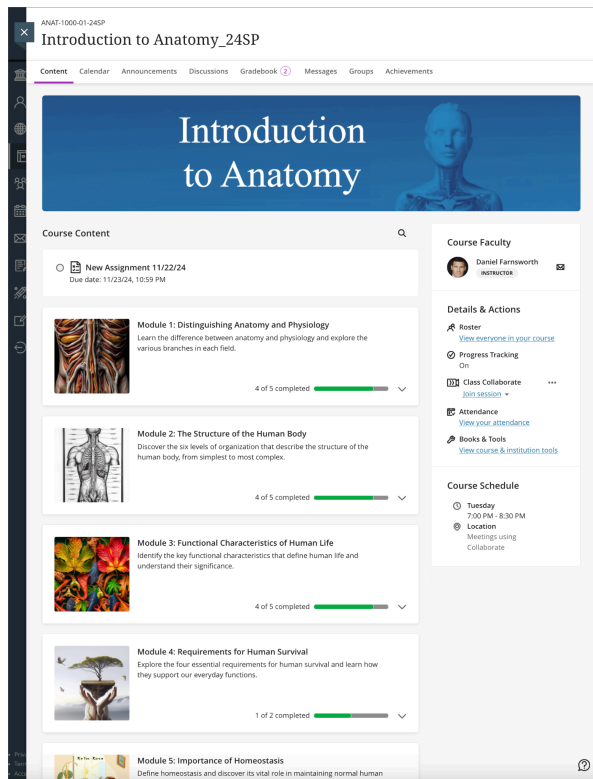 ANAT-1000-01-24SP
Introduction to Anatomy_24SP
Content Calendar Announcements Discussions Gradebook 2 Messages Groups Achievements
Introduction
to Anatomy
Course Content
New Assignment 11/22/24
Due date: 11/23/24, 10:59 PM
Module 1: Distinguishing Anatomy and Physiology
Learn the difference between anatomy and physiology and explore the
various branches in each field.
4 of 5 completed
Module 2: The Structure of the Human Body
Discover the six levels of organization that describe the structure of the
human body, from simplest to most complex.
4 of 5 completed
Module 3: Functional Characteristics of Human Life
Identify the key functional characteristics that define human life and
understand their significance.
4 of 5 completed
Module 4: Requirements for Human Survival
Explore the four essential requirements for human survival and learn how
they support our everyday functions.
1 of 2 completed
Module 5: Importance of Homeostasis
Define homeostasis and discover its vital role in maintaining normal human
Course Faculty
Daniel Farnsworth
INSTRUCTOR
Details & Actions
Roster
View everyone in your course
Progress Tracking
On
Class Collaborate
Join session
Attendance
View your attendance
Books & Tools
View course & institution tools
Course Schedule
Tuesday
7:00 PM - 8:30 PM
Location
Meetings using
Collaborate